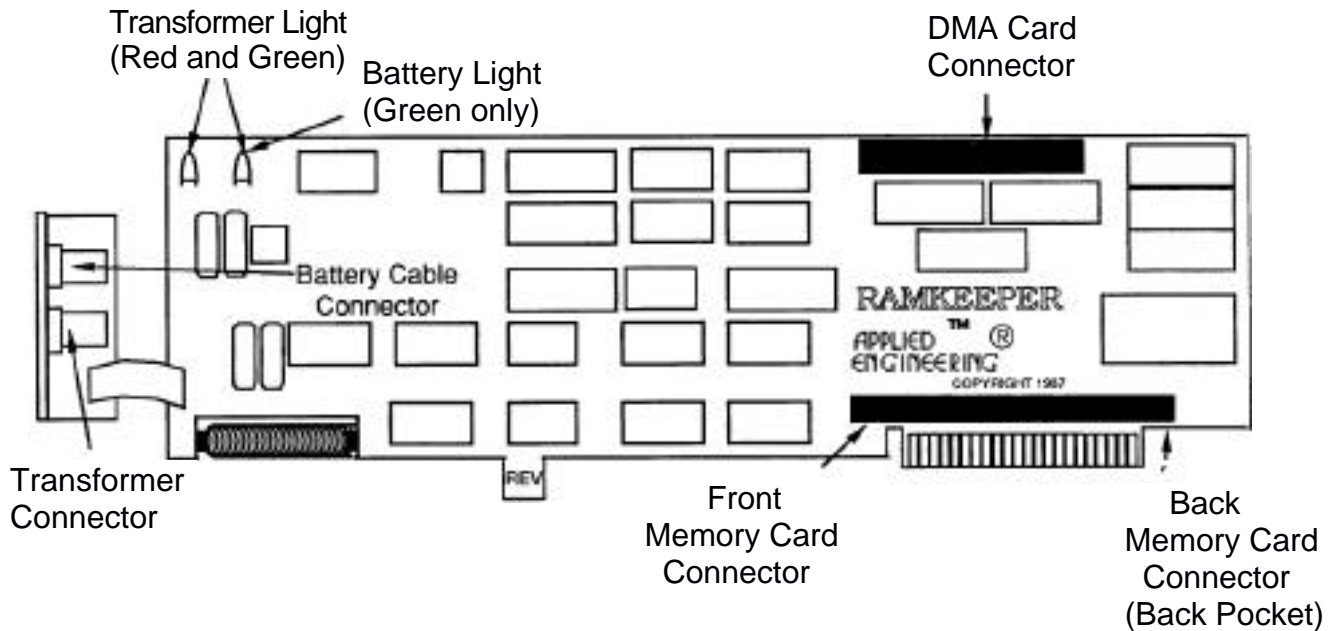 Transformer Light
(Red and Green)
Battery Light
(Green only)
DMA Card
Connector
Battery Cable
Connector
RAMKEEPER
™
APPLIED ®
ENGINEERING
COPYRIGHT 1987
REV
Transformer
Connector
Front
Memory Card
Connector
Back
Memory Card
Connector
(Back Pocket)